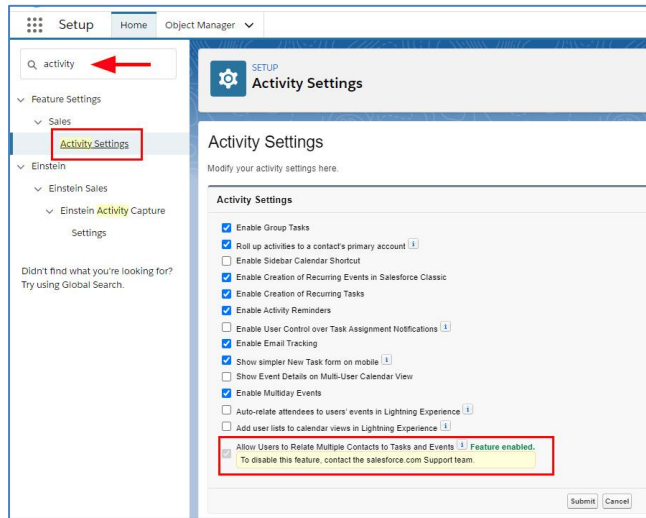 Setup
Home
Object Manager
activity
Feature Settings
Sales
Activity Settings
Einstein
Einstein Sales
Einstein Activity Capture
Settings
Didn't find what you're looking for?
Try using Global Search.
SETUP
Activity Settings
Activity Settings
Modify your activity settings here.
Activity Settings
Enable Group Tasks
Roll up activities to a contact's primary account i
Enable Sidebar Calendar Shortcut
Enable Creation of Recurring Events in Salesforce Classic
Enable Creation of Recurring Tasks
Enable Activity Reminders
Enable User Control over Task Assignment Notifications i
Enable Email Tracking
Show simpler New Task form on mobile i
Show Event Details on Multi-User Calendar View
Enable Multiday Events
Auto-relate attendees to users' events in Lightning Experience i
Add user lists to calendar views in Lightning Experience i
Allow Users to Relate Multiple Contacts to Tasks and Events i Feature enabled.
To disable this feature, contact the salesforce.com Support team.
Submit Cancel